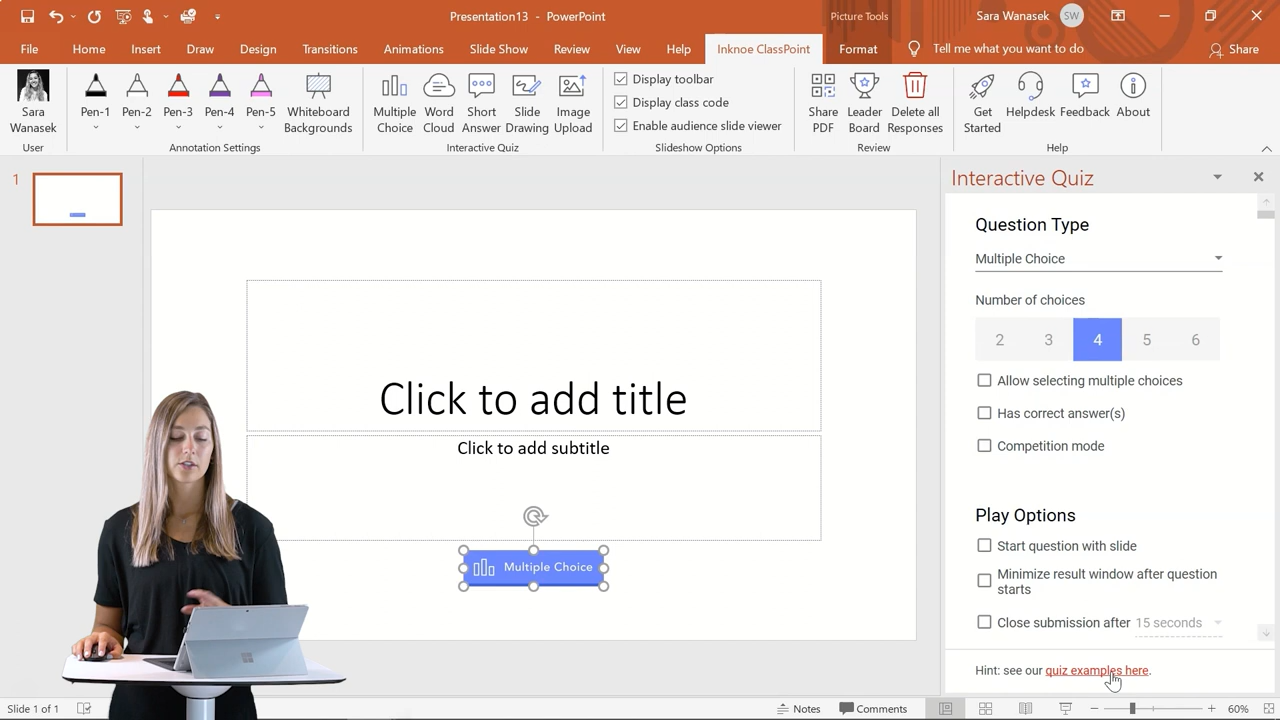 Presentation13 - PowerPoint
Picture Tools
Sara Wanasek SW
File Home Insert Draw Design Transitions Animations Slide Show Review View Help Inknoe ClassPoint Format Tell me what you want to do Share
Sara Wanasek
User
Pen-1 Pen-2 Pen-3 Pen-4 Pen-5
Whiteboard Backgrounds
Annotation Settings
Multiple Choice
Word Cloud
Short Answer
Slide Drawing
Image Upload
Interactive Quiz
Display toolbar
Display class code
Enable audience slide viewer
Slideshow Options
Share PDF
Leader Board
Delete all Responses
Review
Get Started
Helpdesk
Feedback
About
Help
1
Click to add title
Click to add subtitle
Multiple Choice
Interactive Quiz
Question Type
Multiple Choice
Number of choices
2 3 4 5 6
Allow selecting multiple choices
Has correct answer(s)
Competition mode
Play Options
Start question with slide
Minimize result window after question
starts
Close submission after 15 seconds
Hint: see our quiz examples here.
Slide 1 of 1
Notes
Comments
60%